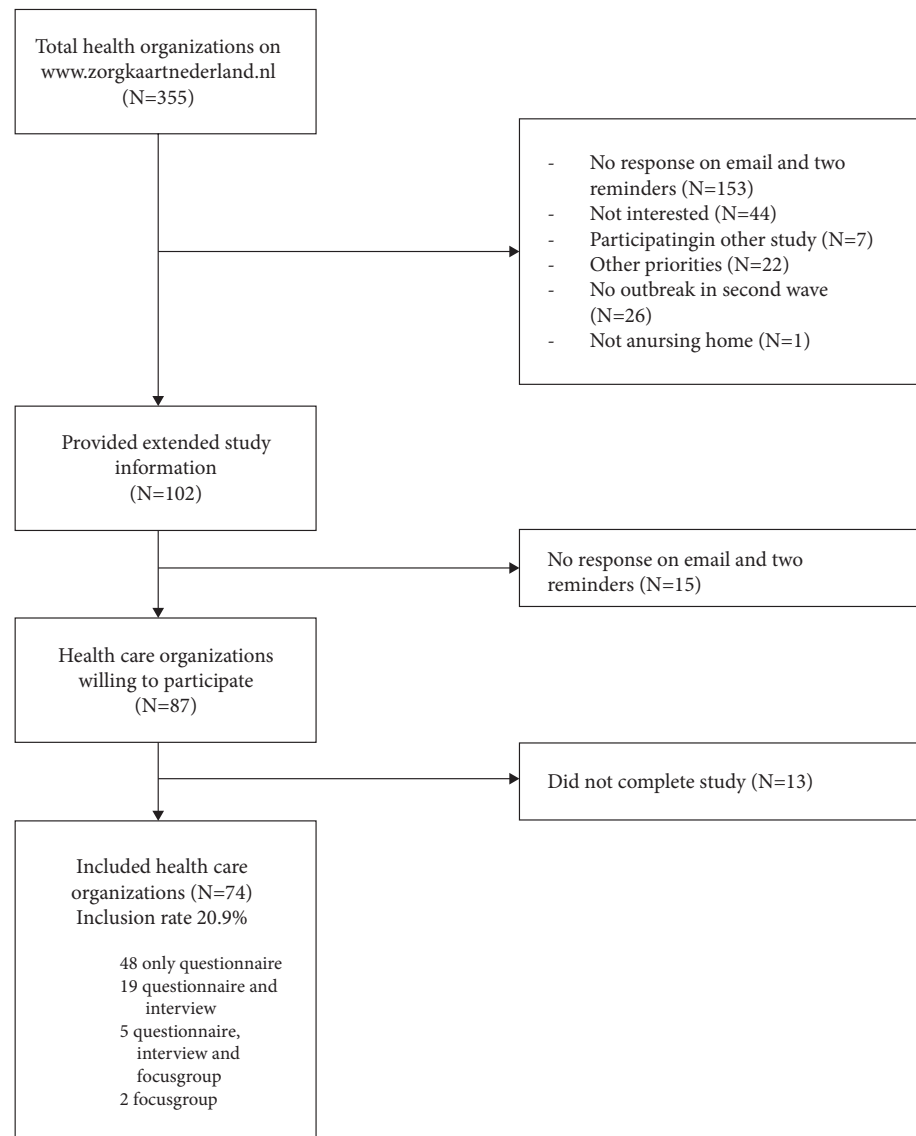 Total health organizations on
www.zorgkaartnederland.nl
(N=355)
- No response on email and two
reminders (N=153)
- Not interested (N=44)
- Participatingin other study (N=7)
- Other priorities (N=22)
- No outbreak in second wave
(N=26)
- Not anursing home (N=1)
Provided extended study
information
(N=102)
No response on email and two
reminders (N=15)
Health care organizations
willing to participate
(N=87)
Did not complete study (N=13)
Included health care
organizations (N=74)
Inclusion rate 20.9%
48 only questionnaire
19 questionnaire and
interview
5 questionnaire,
interview and
focusgroup
2 focusgroup